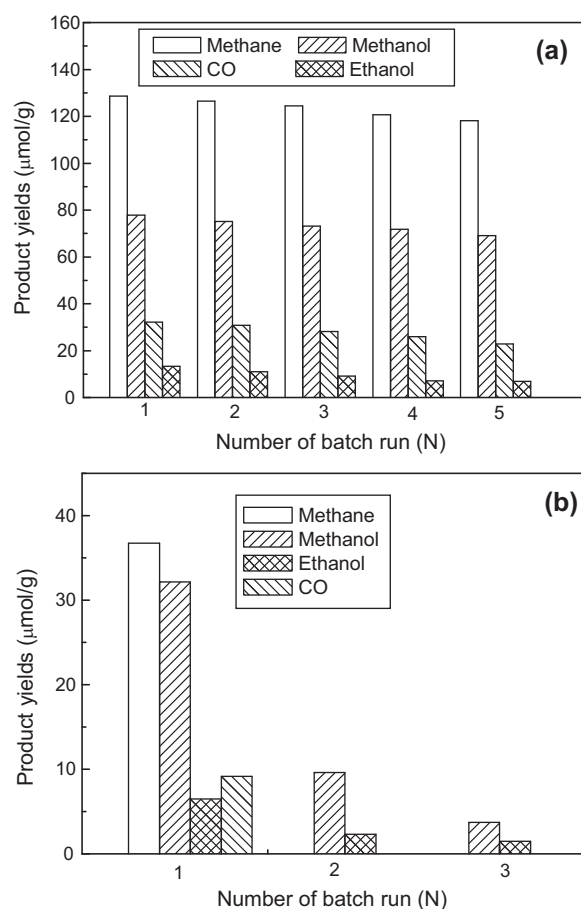 160
140
120
100
80
60
40
20
0
Product yields (μmol/g)
Methane Methanol
CO Ethanol
(a)
1 2 3 4 5
Number of batch run (N)
40
30
20
10
0
Product yields (μmol/g)
Methane
Methanol
Ethanol
CO
(b)
1 2 3
Number of batch run (N)